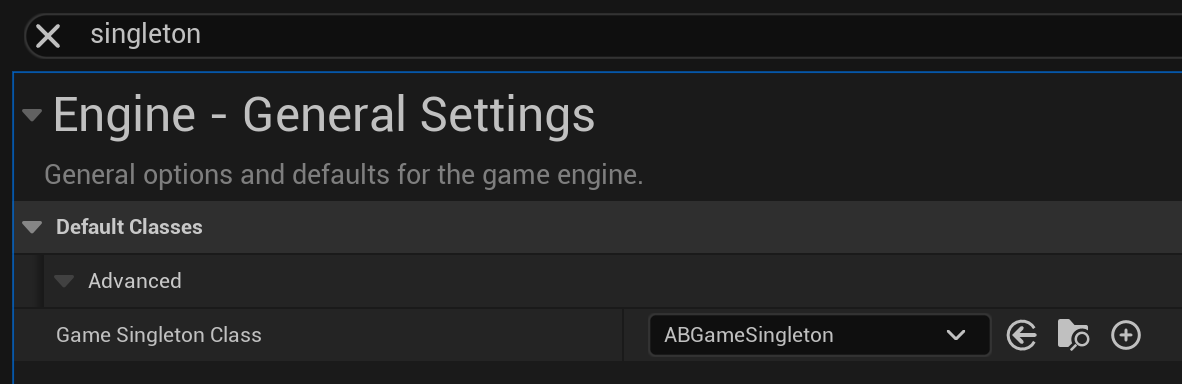 singleton
Engine - General Settings
General options and defaults for the game engine.
Default Classes
Advanced
Game Singleton Class
ABGameSingleton